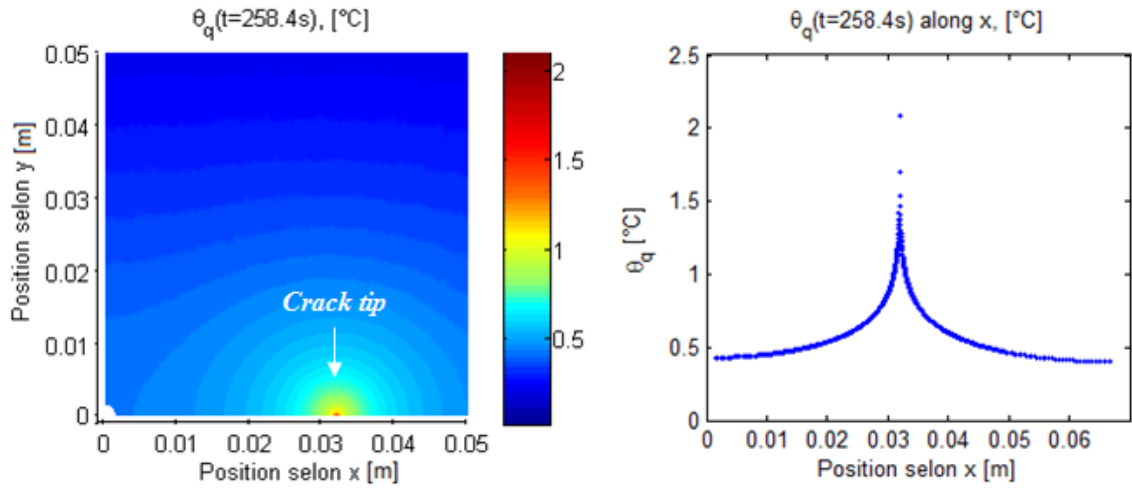 θq(t=258.4s), [°C]
0.05
0.04
0.03
0.02
0.01
0
Position selon y [m]
Crack tip
0 0.01 0.02 0.03 0.04 0.05
Position selon x [m]
2
1.5
1
0.5
θq(t=258.4s) along x, [°C]
2.5
2
1.5
1
0.5
0
θq [°C]
0 0.01 0.02 0.03 0.04 0.05 0.06
Position selon x [m]